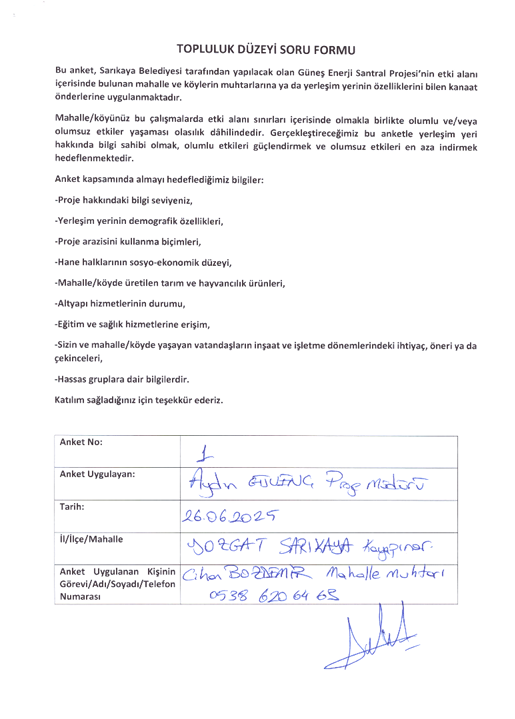 TOPLULUK DÜZEYİ SORU FORMU
Bu anket, Sarıkaya Belediyesi tarafından yapılacak olan Güneş Enerji Santral Projesi'nin etki alanı
içerisinde bulunan mahalle ve köylerin muhtarlarına ya da yerleşim yerinin özelliklerini bilen kanaat
önderlerine uygulanmaktadır.
Mahalle/köyünüz bu çalışmalarda etki alanı sınırları içerisinde olmakla birlikte olumlu ve/veya
olumsuz etkiler yaşaması olasılık dâhilindedir. Gerçekleştireceğimiz bu anketle yerleşim yeri
hakkında bilgi sahibi olmak, olumlu etkileri güçlendirmek ve olumsuz etkileri en aza indirmek
hedeflenmektedir.
Anket kapsamında almayı hedeflediğimiz bilgiler:
-Proje hakkındaki bilgi seviyeniz,
-Yerleşim yerinin demografik özellikleri,
-Proje arazisini kullanma biçimleri,
-Hane halklarının sosyo-ekonomik düzeyi,
-Mahalle/köyde üretilen tarım ve hayvancılık ürünleri,
-Altyapı hizmetlerinin durumu,
-Eğitim ve sağlık hizmetlerine erişim,
-Sizin ve mahalle/köyde yaşayan vatandaşların inşaat ve işletme dönemlerindeki ihtiyaç, öneri ya da
çekinceleri,
-Hassas gruplara dair bilgilerdir.
Katılım sağladığınız için teşekkür ederiz.
Anket No: 1
Anket Uygulayan: Aydın Proje Müdürü
Tarih: 26.06.2025
İl/İlçe/Mahalle YOZGAT SARIKAYA Kayapınar.
Anket Uygulanan Kişinin Cihan BOZDEMİR Mahalle Muhtarı
Görevi/Adı/Soyadı/Telefon
Numarası 0538 620 64 63